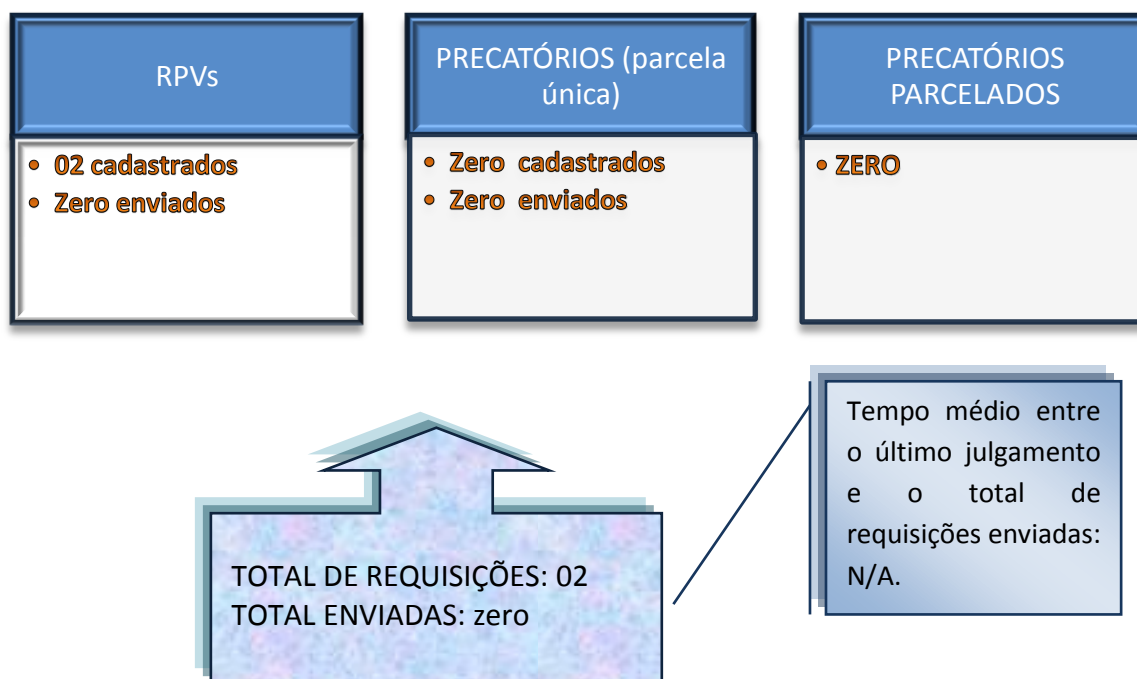 RPVs
• 02 cadastrados
• Zero enviados
PRECATÓRIOS (parcela
única)
• Zero cadastrados
• Zero enviados
PRECATÓRIOS
PARCELADOS
• ZERO
TOTAL DE REQUISIÇÕES: 02
TOTAL ENVIADAS: zero
Tempo médio entre
o último julgamento
e o total de
requisições enviadas:
N/A.